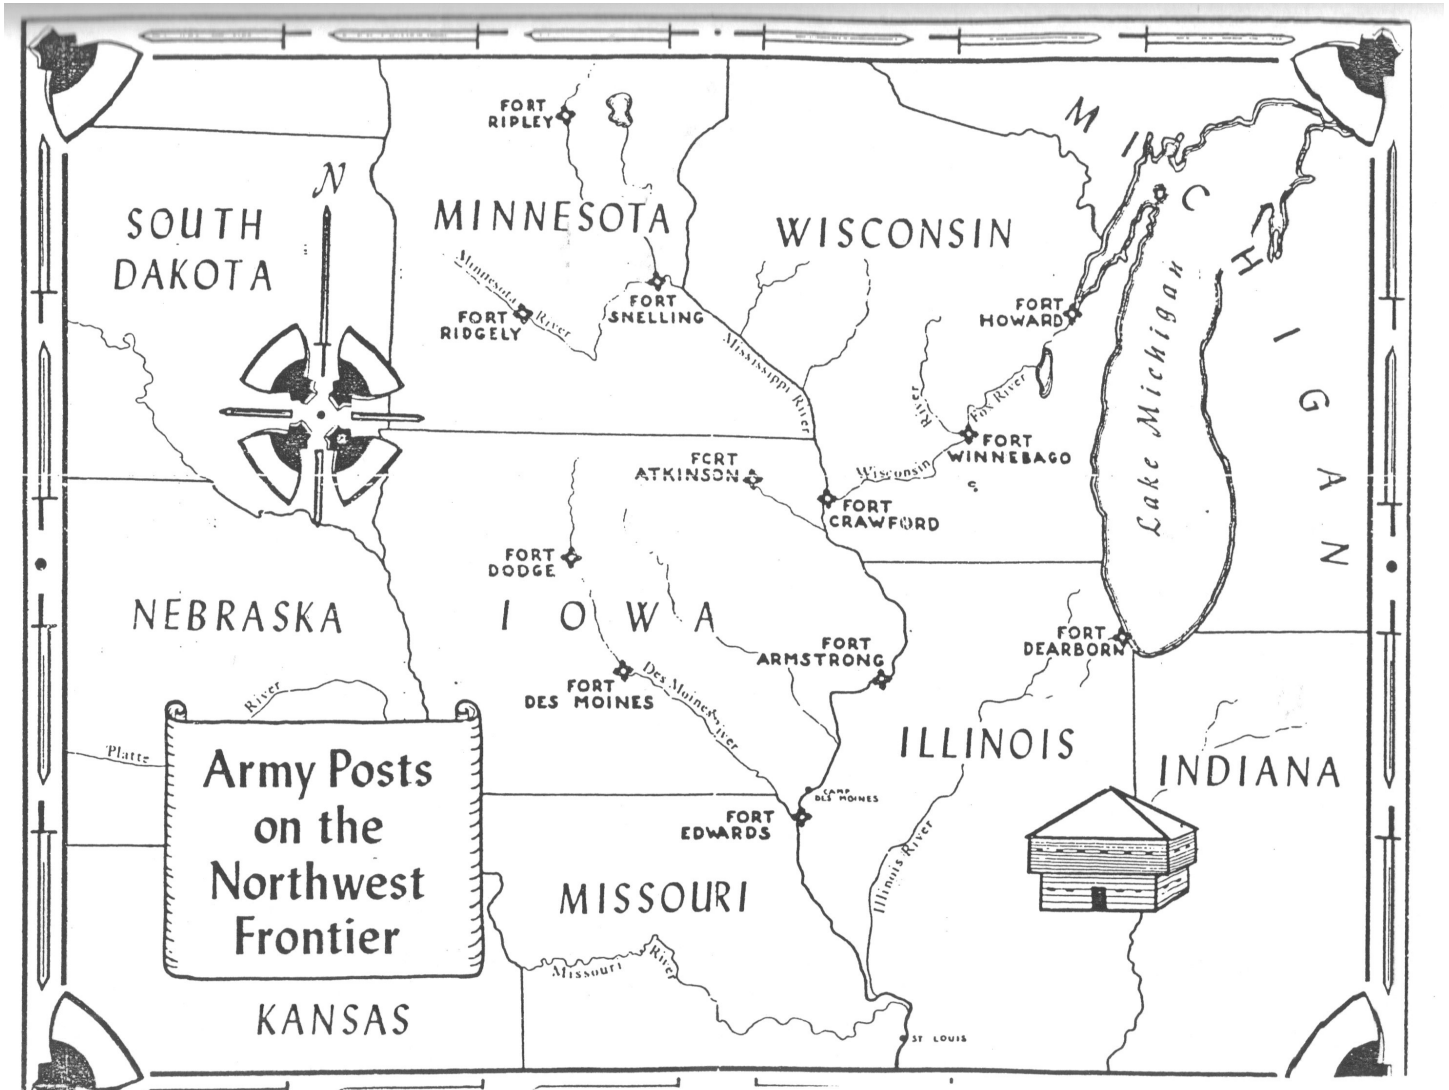 FORT
RIPLEY
M I C H I G A N
N
SOUTH
DAKOTA
MINNESOTA
WISCONSIN
Minnesota
River
FORT
RIDGELY
FORT
SNELLING
FORT
HOWARD
Lake Michigan
Mississippi River
River
Fox River
FORT
WINNEBAGO
Wisconsin
FORT
ATKINSON
FORT
CRAWFORD
FORT
DODGE
NEBRASKA
IOWA
FORT
ARMSTRONG
FORT
DEARBORN
FORT
DES MOINES
Des Moines River
River
Platte
ILLINOIS
INDIANA
Army Posts
on the
Northwest
Frontier
CAMP
DES MOINES
FORT
EDWARDS
Illinois River
MISSOURI
Missouri
River
KANSAS
ST LOUIS